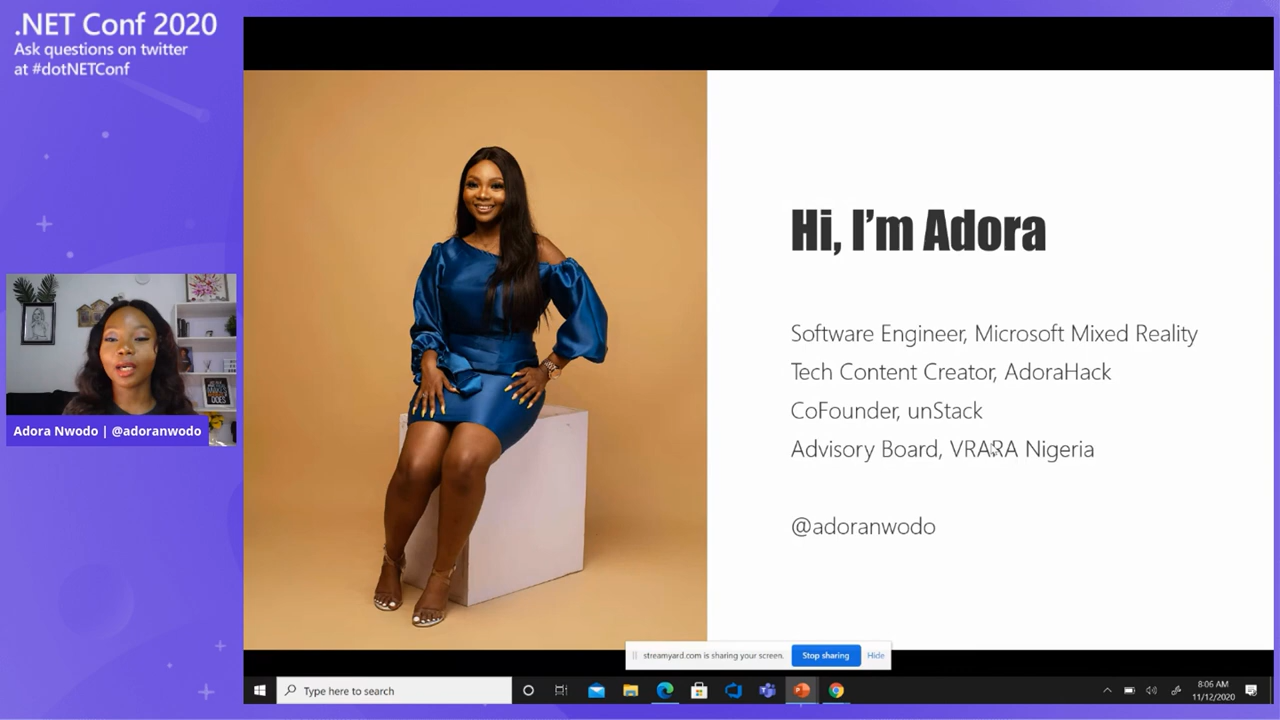 .NET Conf 2020
Ask questions on twitter
at #dotNETConf
Hi, I'm Adora
Software Engineer, Microsoft Mixed Reality
Tech Content Creator, AdoraHack
CoFounder, unStack
Advisory Board, VRARA Nigeria
@adoranwodo
Adora Nwodo | @adoranwodo
streamyard.com is sharing your screen.
Stop sharing
Hide
Type here to search
8:06 AM
11/12/2020